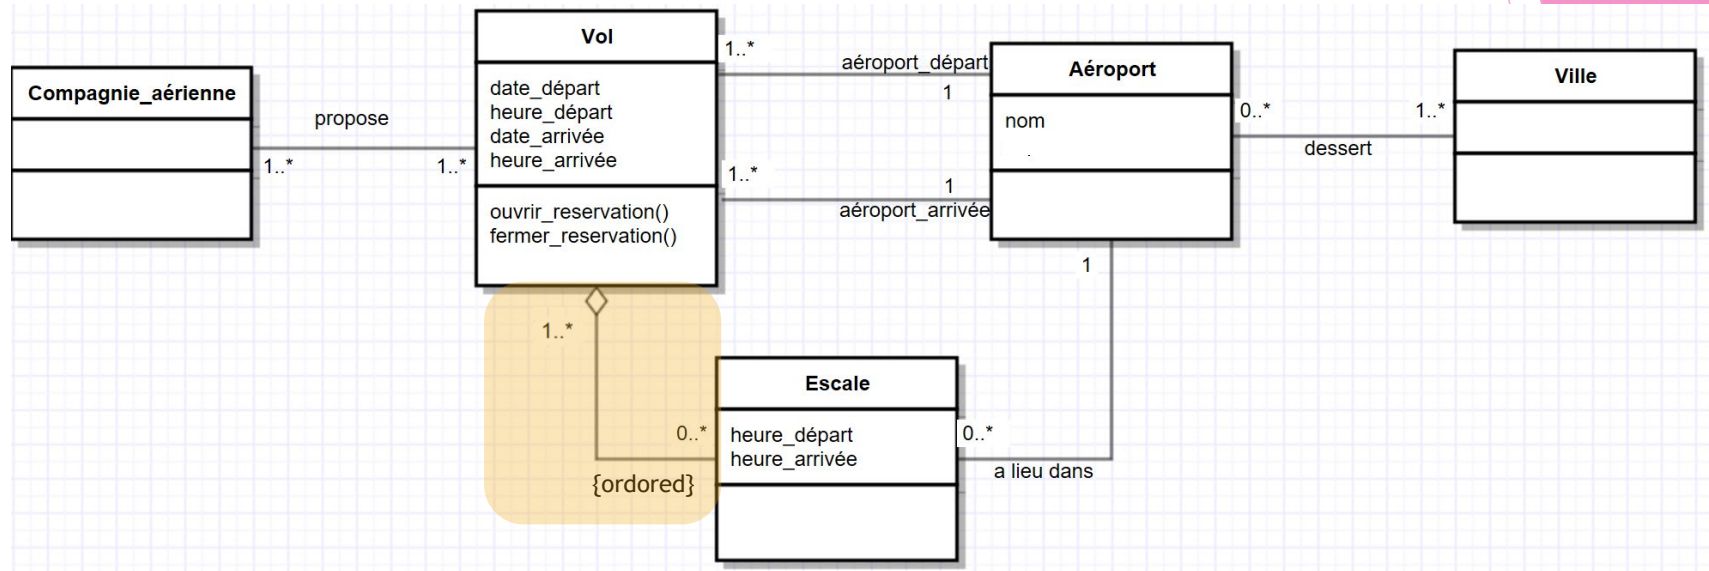 Compagnie_aérienne
propose
1..*
1..*
Vol
date_départ
heure_départ
date_arrivée
heure_arrivée
ouvrir_reservation()
fermer_reservation()
1..*
aéroport_départ
1
1..*
1
aéroport_arrivée
Aéroport
nom
0..*
1..*
dessert
Ville
1..*
0..*
{ordored}
Escale
heure_départ
heure_arrivée
0..*
a lieu dans
1